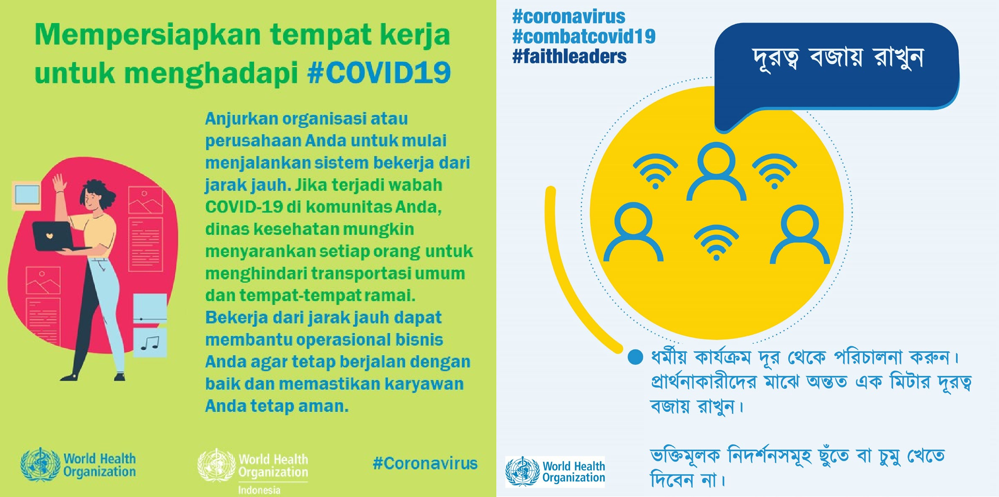 Mempersiapkan tempat kerja
untuk menghadapi #COVID19
Anjurkan organisasi atau
perusahaan Anda untuk mulai
menjalankan sistem bekerja dari
jarak jauh. Jika terjadi wabah
COVID-19 di komunitas Anda,
dinas kesehatan mungkin
menyarankan setiap orang untuk
menghindari transportasi umum
dan tempat-tempat ramai.
Bekerja dari jarak jauh dapat
membantu operasional bisnis
Anda agar tetap berjalan dengan
baik dan memastikan karyawan
Anda tetap aman.
World Health
Organization
World Health
Organization
Indonesia
#Coronavirus
#coronavirus
#combatcovid19
#faithleaders
দূরত্ব বজায় রাখুন
ধর্মীয় কার্যক্রম দূর থেকে পরিচালনা করুন।
প্রার্থনাকারীদের মাঝে অন্তত এক মিটার দূরত্ব
বজায় রাখুন।
ভক্তিমূলক নিদর্শনসমূহ ছুঁতে বা চুমু খেতে
দিবেন না।
World Health
Organization